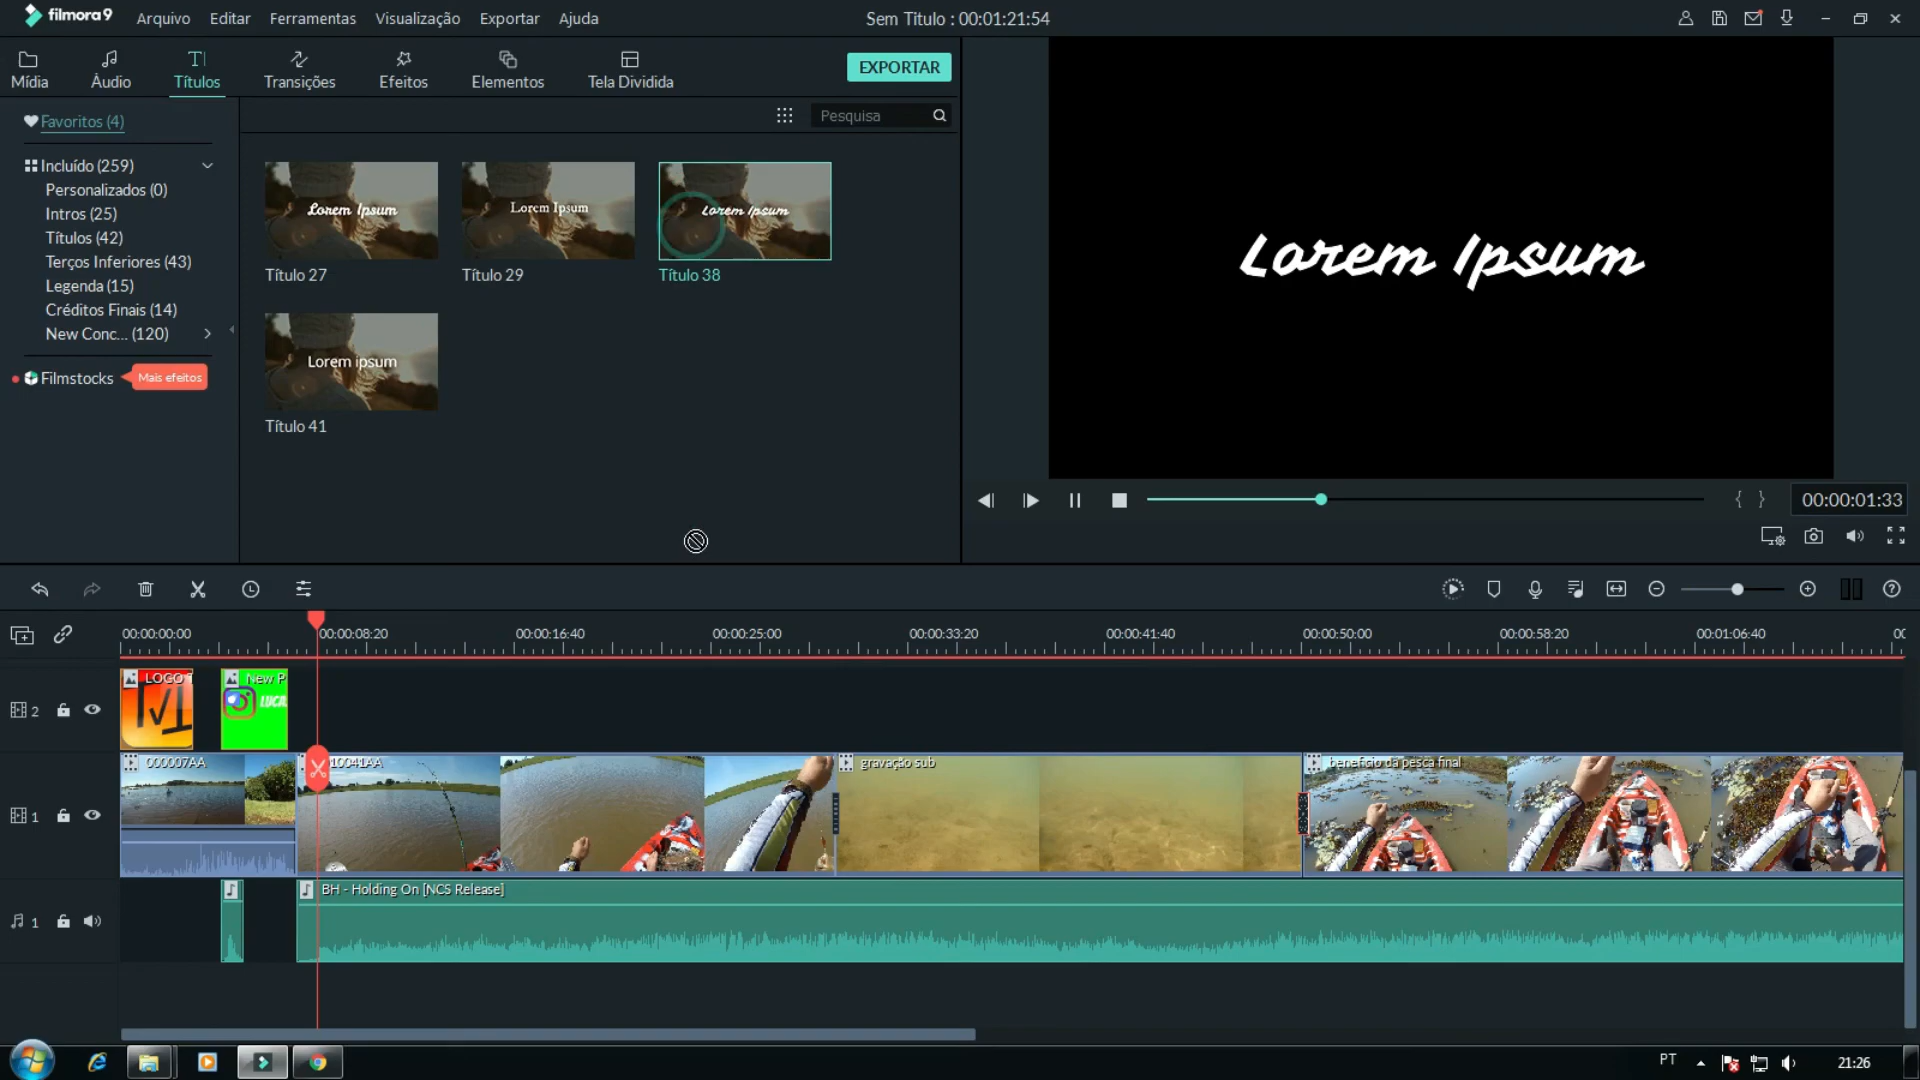 filmora9 Arquivo Editar Ferramentas Visualização Exportar Ajuda Sem Titulo : 00:01:21:54
Mídia Áudio Títulos Transições Efeitos Elementos Tela Dividida EXPORTAR
Favoritos (4)
Pesquisa
Incluído (259)
Personalizados (0)
Intros (25)
Títulos (42)
Terços Inferiores (43)
Legenda (15)
Créditos Finais (14)
New Conc... (120)
Filmstocks Mais efeitos
Lorem Ipsum
Título 27
Lorem Ipsum
Título 29
Lorem Ipsum
Título 38
Lorem ipsum
Título 41
Lorem Ipsum
{ } 00:00:01:33
00:00:00:00 00:00:08:20 00:00:16:40 00:00:25:00 00:00:33:20 00:00:41:40 00:00:50:00 00:00:58:20 00:01:06:40 00
2
LOGO
New P
1
000007AA
10041AA
gravação sub
beneficio da pesca final
1
BH - Holding On [NCS Release]
PT 21:26